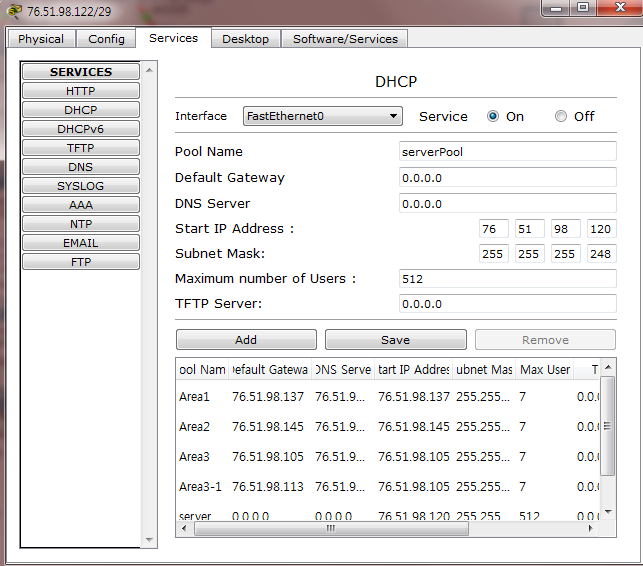 76.51.98.122/29
Physical Config Services Desktop Software/Services
SERVICES
HTTP
DHCP
DHCPv6
TFTP
DNS
SYSLOG
AAA
NTP
EMAIL
FTP
DHCP
Interface FastEthernet0 Service On Off
Pool Name serverPool
Default Gateway 0.0.0.0
DNS Server 0.0.0.0
Start IP Address : 76 51 98 120
Subnet Mask: 255 255 255 248
Maximum number of Users : 512
TFTP Server: 0.0.0.0
Add Save Remove
ool Nam efault Gatewa DNS Serve tart IP Addres ubnet Mas Max User T
Area1 76.51.98.137 76.51.9... 76.51.98.137 255.255... 7 0.0.0
Area2 76.51.98.145 76.51.9... 76.51.98.145 255.255... 7 0.0.0
Area3 76.51.98.105 76.51.9... 76.51.98.105 255.255... 7 0.0.0
Area3-1 76.51.98.113 76.51.9... 76.51.98.105 255.255... 7 0.0.0
server 0.0.0.0 0.0.0.0 76.51.98.120 255.255 512 0.0.0